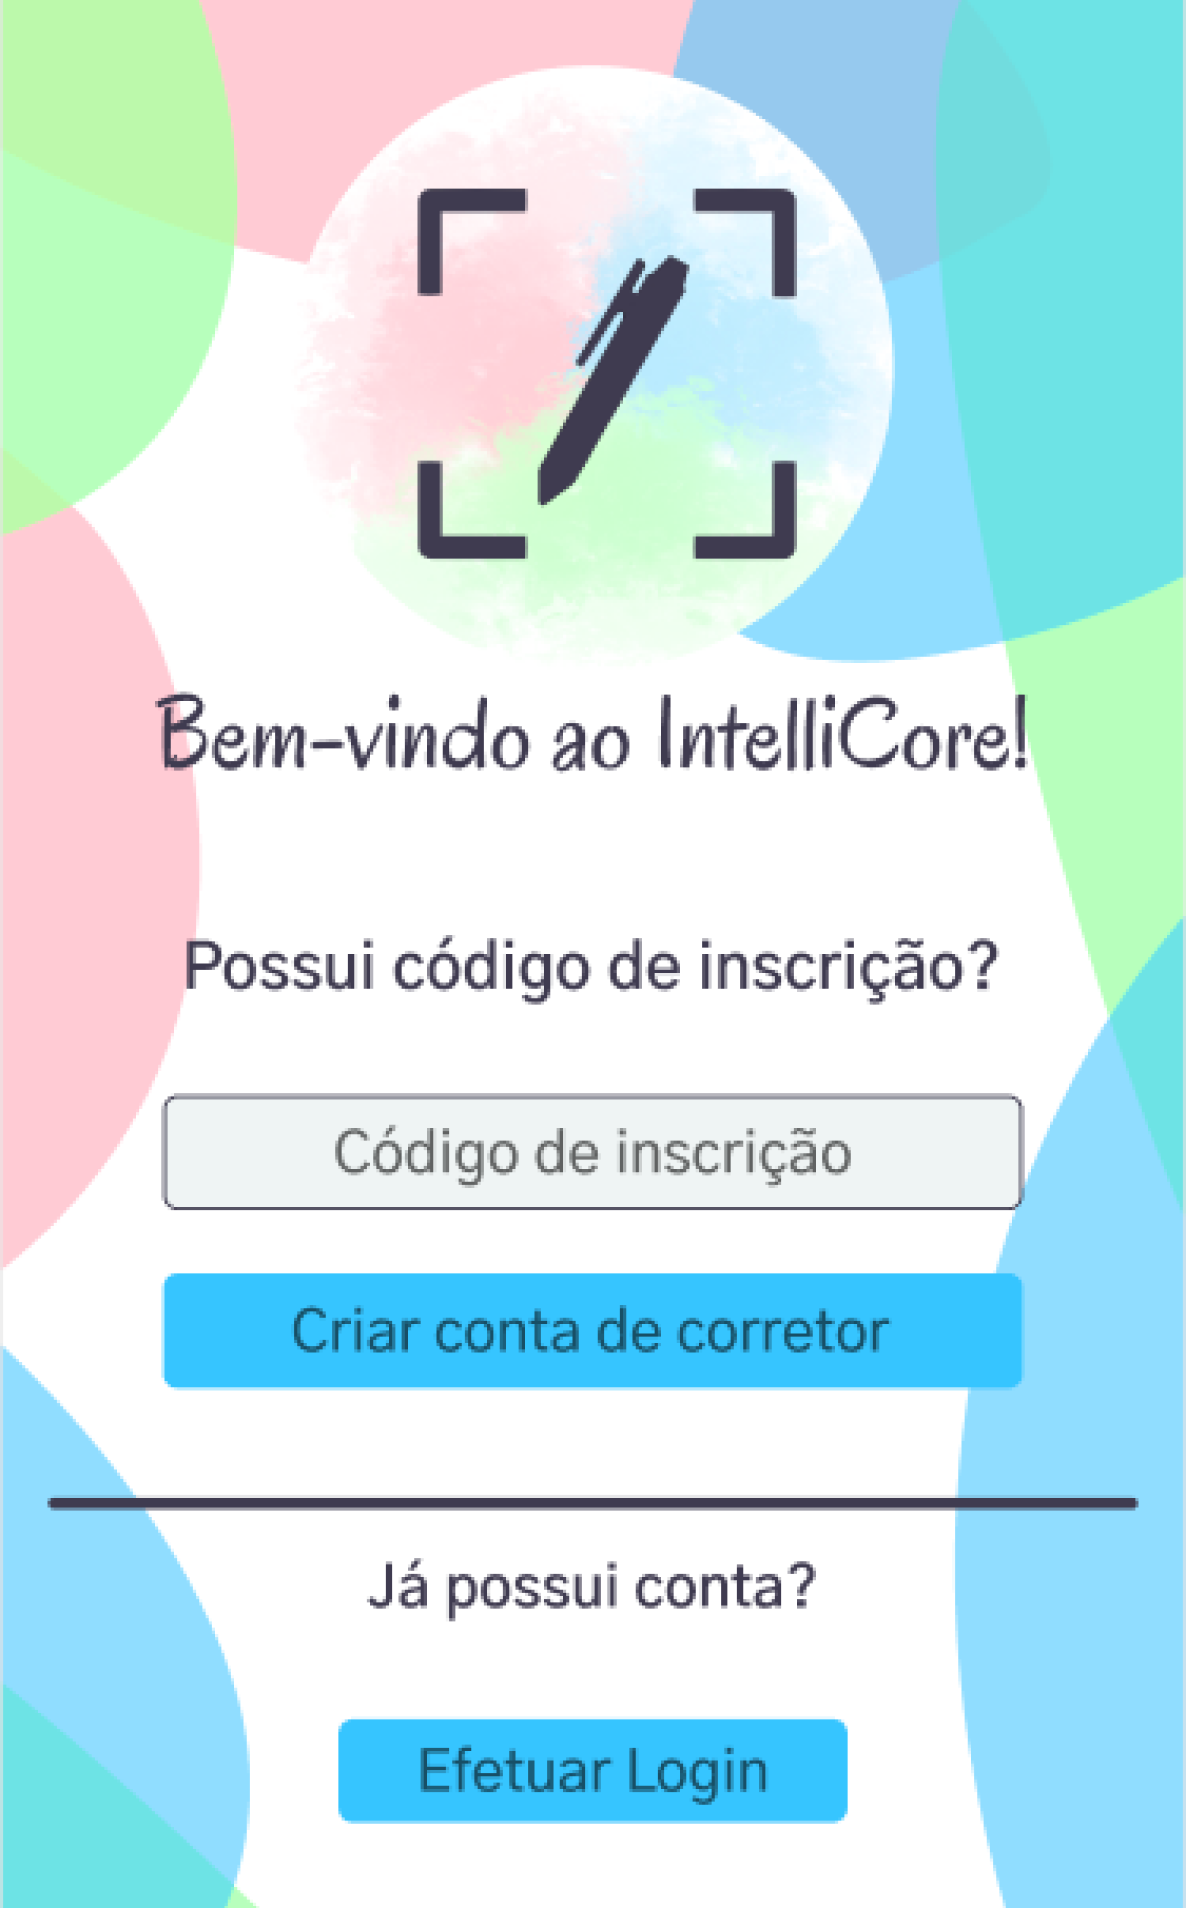 Bem-vindo ao IntelliCore!
Possui código de inscrição?
Código de inscrição
Criar conta de corretor
Já possui conta?
Efetuar Login